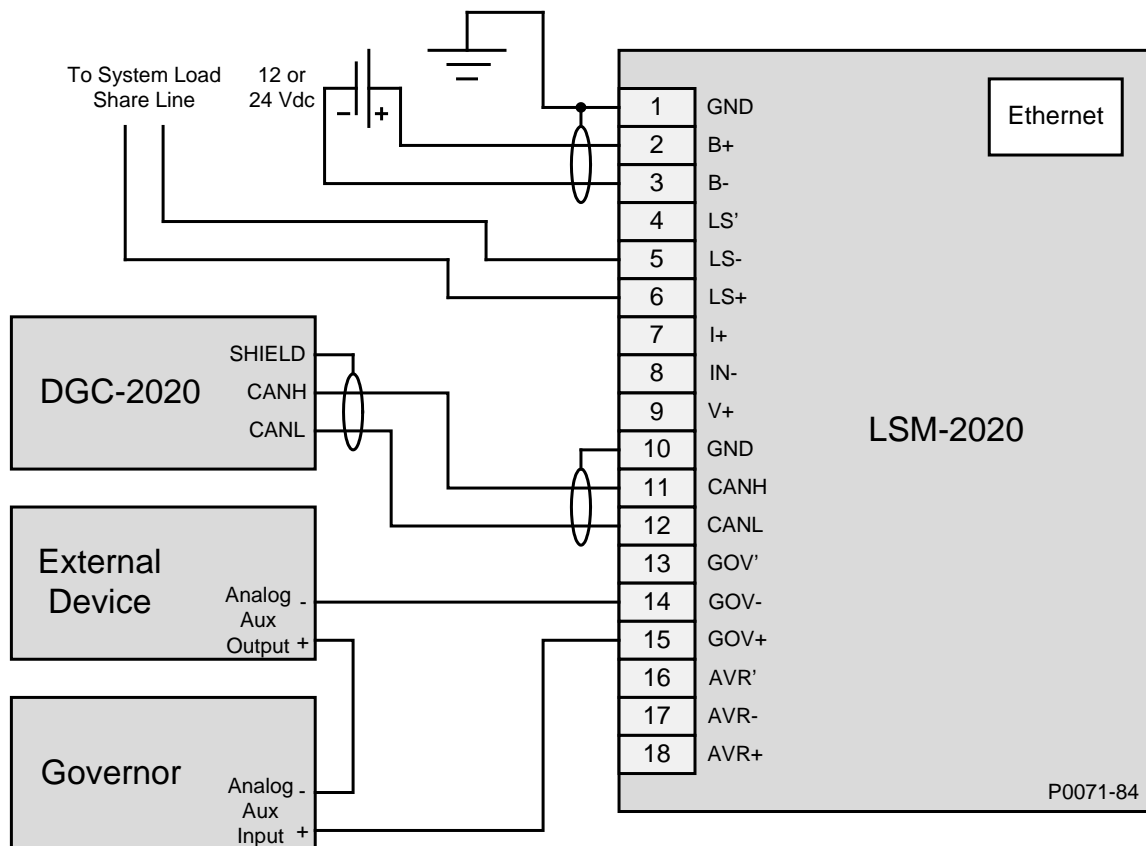 To System Load
Share Line
12 or
24 Vdc
- +
Ethernet
1 GND
2 B+
3 B-
4 LS’
5 LS-
6 LS+
7 I+
8 IN-
9 V+
10 GND
11 CANH
12 CANL
13 GOV’
14 GOV-
15 GOV+
16 AVR’
17 AVR-
18 AVR+
LSM-2020
P0071-84
DGC-2020
SHIELD
CANH
CANL
External
Device
Analog -
Aux
Output +
Governor
Analog -
Aux
Input +